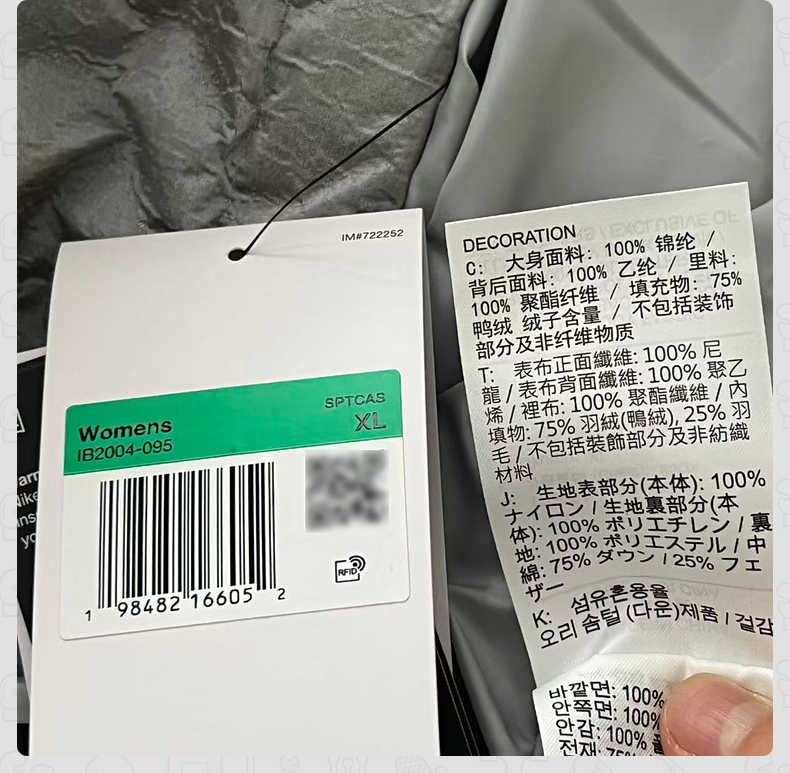 IM#722252
SPTCAS
Womens
XL
IB2004-095
RFID
1 98482 16605 2
DECORATION
C: 大身面料: 100% 锦纶 /
背后面料: 100% 乙纶 / 里料:
100% 聚酯纤维 / 填充物: 75%
鸭绒 绒子含量 / 不包括装饰
部分及非纤维物质
T: 表布正面纖維: 100% 尼
龍 / 表布背面纖維: 100% 聚乙
烯 / 裡布: 100% 聚酯纖維 / 內
填物: 75% 羽絨(鴨絨), 25% 羽
毛 / 不包括裝飾部分及非紡織
材料
J: 生地表部分(本体): 100%
ナイロン / 生地裏部分(本
体): 100% ポリエチレン / 裏
地: 100% ポリエステル / 中
綿: 75% ダウン / 25% フェ
ザー
K: 섬유혼용율
오리 솜털 (다운)제품 / 겉감
바깥면: 100%
안쪽면: 100%
안감: 100%
전재: 75%